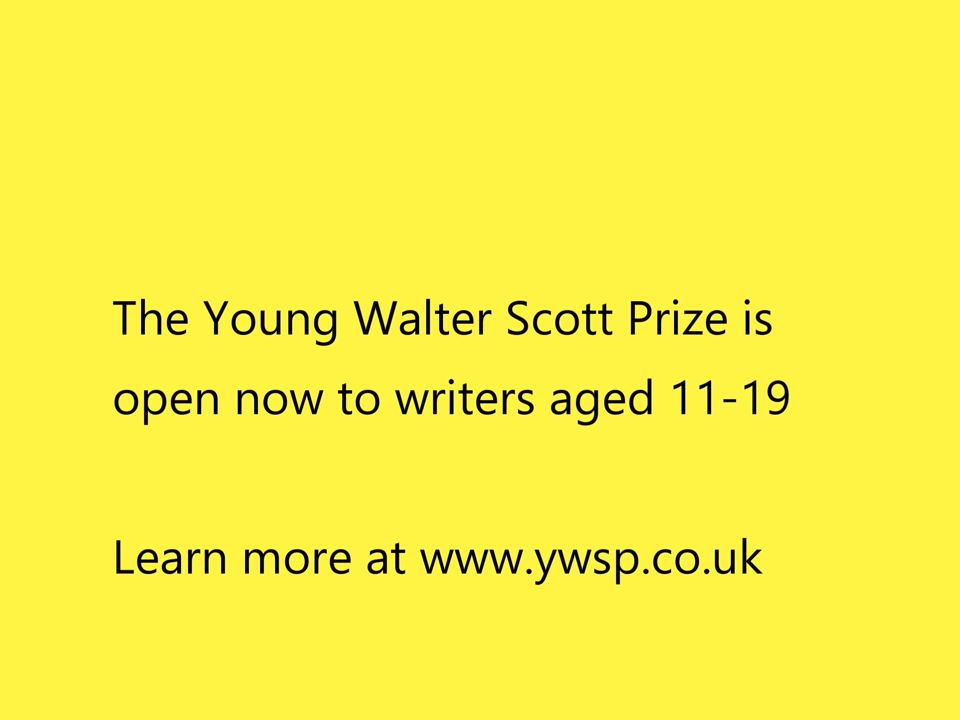 The Young Walter Scott Prize is
open now to writers aged 11-19
Learn more at www.ywsp.co.uk